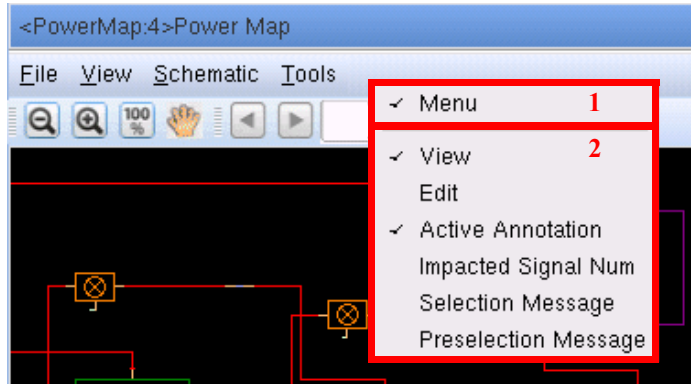 <PowerMap:4>Power Map
File View Schematic Tools
100
%
✓ Menu 1
✓ View 2
Edit
✓ Active Annotation
Impacted Signal Num
Selection Message
Preselection Message